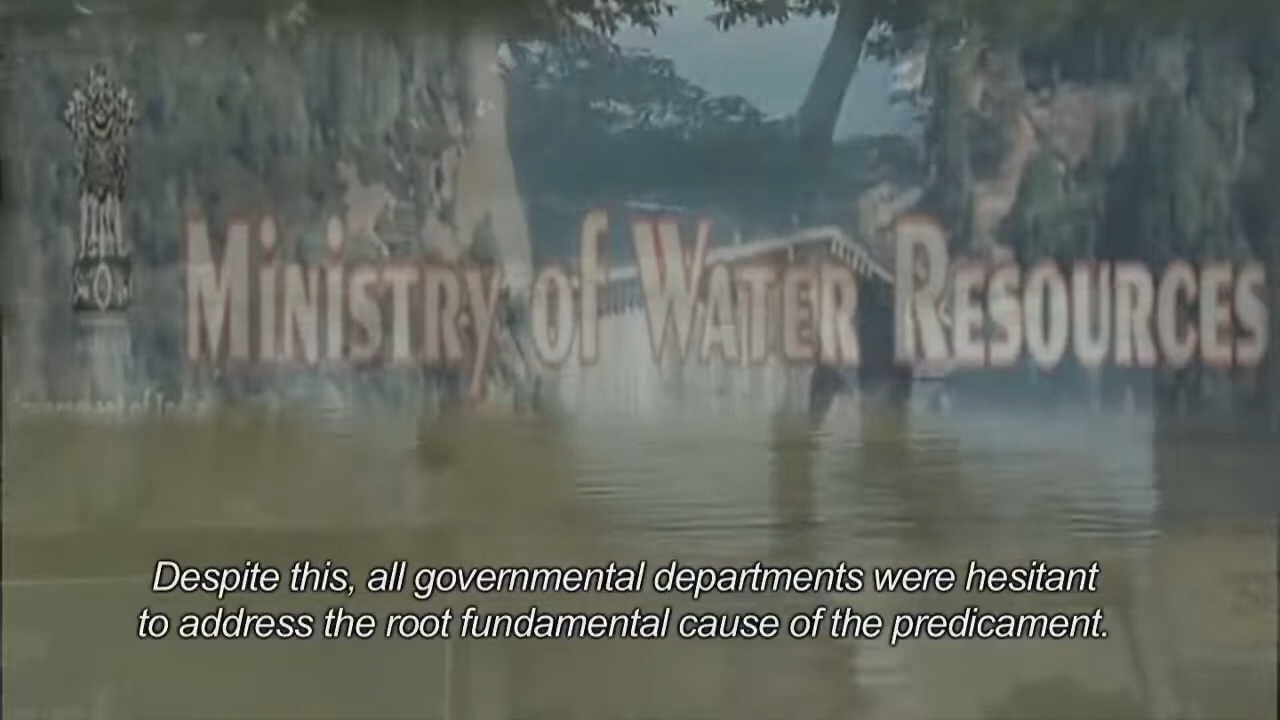 Ministry of Water Resources
Despite this, all governmental departments were hesitant
to address the root fundamental cause of the predicament.